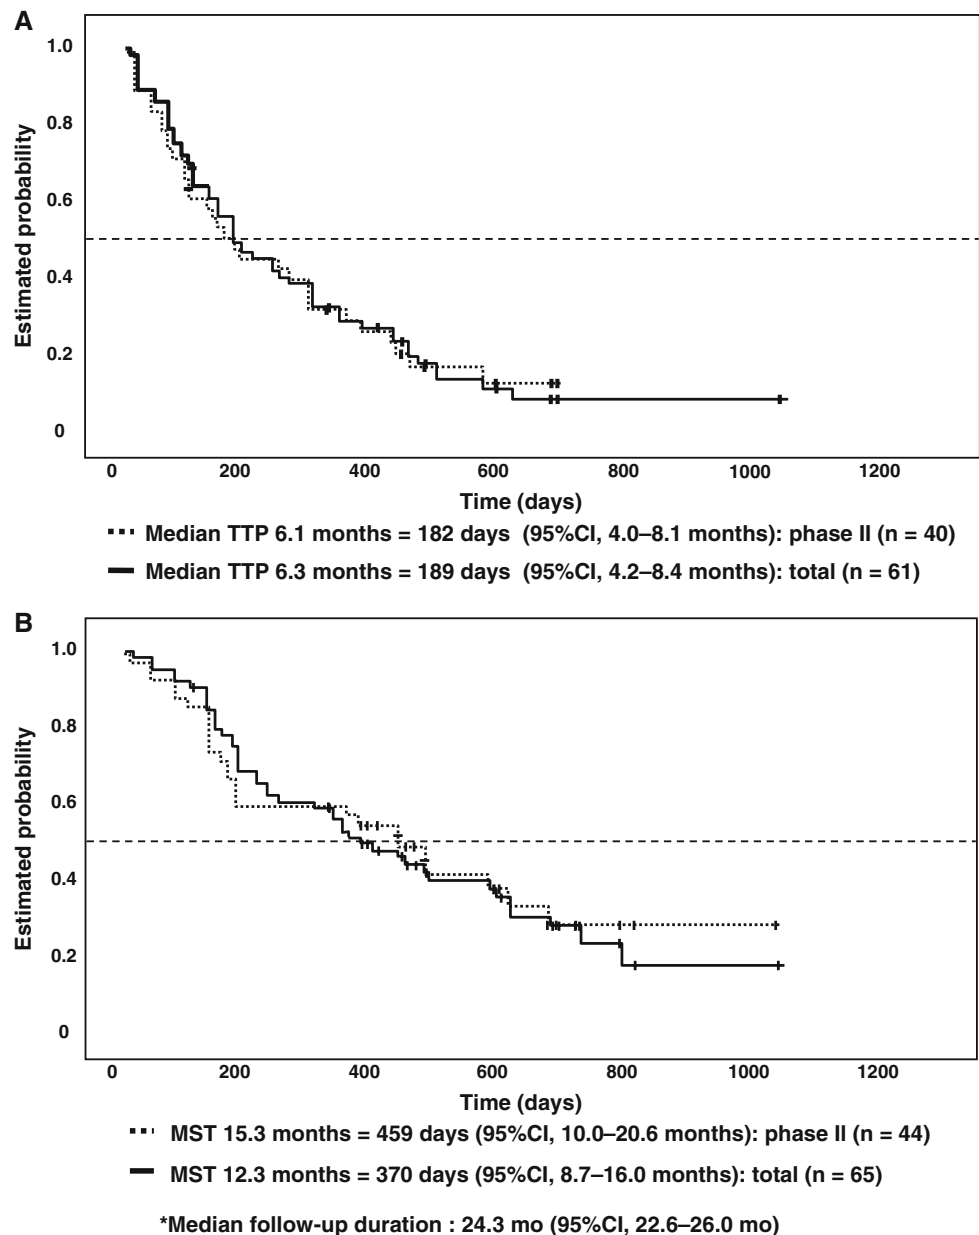 A
Estimated probability
1.0
0.8
0.6
0.4
0.2
0
0 200 400 600 800 1000 1200
Time (days)
Median TTP 6.1 months = 182 days (95%CI, 4.0–8.1 months): phase II (n = 40)
Median TTP 6.3 months = 189 days (95%CI, 4.2–8.4 months): total (n = 61)
B
Estimated probability
1.0
0.8
0.6
0.4
0.2
0
0 200 400 600 800 1000 1200
Time (days)
MST 15.3 months = 459 days (95%CI, 10.0–20.6 months): phase II (n = 44)
MST 12.3 months = 370 days (95%CI, 8.7–16.0 months): total (n = 65)
*Median follow-up duration : 24.3 mo (95%CI, 22.6–26.0 mo)